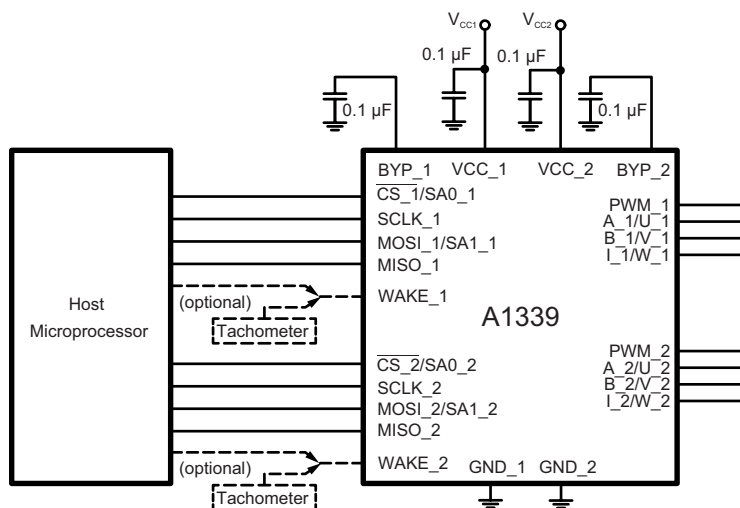 V_CC1
V_CC2
0.1 µF
0.1 µF
0.1 µF
0.1 µF
BYP_1
VCC_1
VCC_2
BYP_2
CS_1/SA0_1
SCLK_1
MOSI_1/SA1_1
MISO_1
WAKE_1
PWM_1
A_1/U_1
B_1/V_1
I_1/W_1
Host
Microprocessor
(optional)
Tachometer
A1339
CS_2/SA0_2
SCLK_2
MOSI_2/SA1_2
MISO_2
WAKE_2
PWM_2
A_2/U_2
B_2/V_2
I_2/W_2
(optional)
Tachometer
GND_1
GND_2